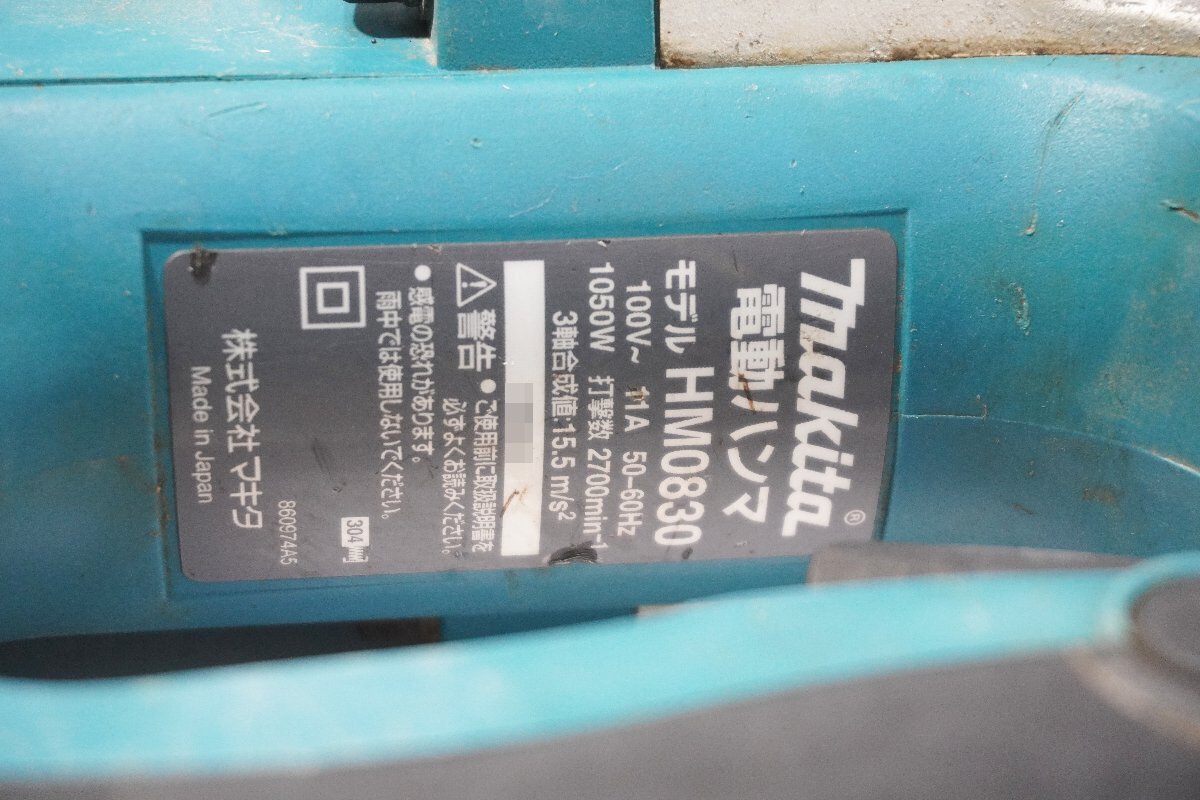 makita®
電動ハンマ
モデル HM0830
100V~ 11A 50-60Hz
1050W 打撃数 2700min-1
3軸合成値:15.5 m/s2
警告 ● ご使用前に取扱説明書を
必ずよくお読みください。
● 感電の恐れがあります。
雨中では使用しないでください。
304
株式会社マキタ
Made in Japan
860974A5